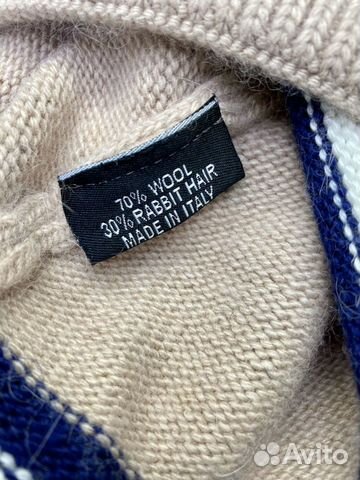 70% WOOL
30% RABBIT HAIR
MADE IN ITALY
Avito